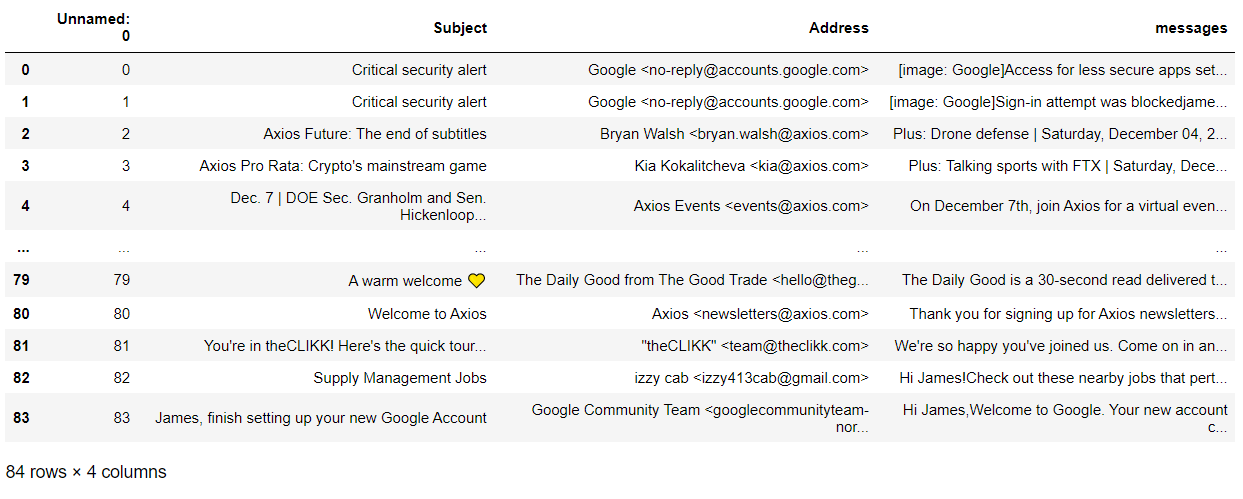 Unnamed: 0 Subject Address messages
0 0 Critical security alert Google <no-reply@accounts.google.com> [image: Google]Access for less secure apps set...
1 1 Critical security alert Google <no-reply@accounts.google.com> [image: Google]Sign-in attempt was blockedjame...
2 2 Axios Future: The end of subtitles Bryan Walsh <bryan.walsh@axios.com> Plus: Drone defense | Saturday, December 04, 2...
3 3 Axios Pro Rata: Crypto's mainstream game Kia Kokalitcheva <kia@axios.com> Plus: Talking sports with FTX | Saturday, Dece...
4 4 Dec. 7 | DOE Sec. Granholm and Sen. Hickenloop... Axios Events <events@axios.com> On December 7th, join Axios for a virtual even...
... ... ... ... ...
79 79 A warm welcome 💛 The Daily Good from The Good Trade <hello@theg... The Daily Good is a 30-second read delivered t...
80 80 Welcome to Axios Axios <newsletters@axios.com> Thank you for signing up for Axios newsletters...
81 81 You're in theCLIKK! Here's the quick tour... "theCLIKK" <team@theclikk.com> We're so happy you've joined us. Come on in an...
82 82 Supply Management Jobs izzy cab <izzy413cab@gmail.com> Hi James!Check out these nearby jobs that pert...
83 83 James, finish setting up your new Google Account Google Community Team <googlecommunityteam-nor... Hi James,Welcome to Google. Your new account c...
84 rows × 4 columns